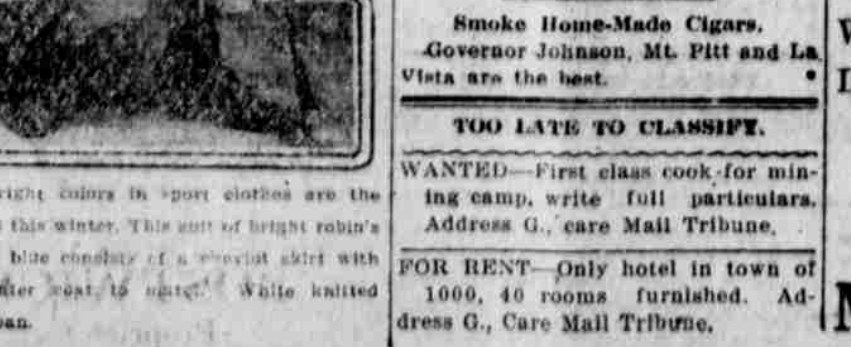 right colors in sport clothes are the
this winter. This suit of bright robin's
blue consists of a cheviot skirt with
coat to match. White knitted
Smoke Home-Made Cigars.
Governor Johnson, Mt. Pitt and La
Vista are the best. *
TOO LATE TO CLASSIFY.
WANTED—First class cook for min-
ing camp, write full particulars.
Address G., care Mail Tribune.
FOR RENT—Only hotel in town of
1000, 40 rooms furnished. Ad-
dress G., Care Mail Tribune.